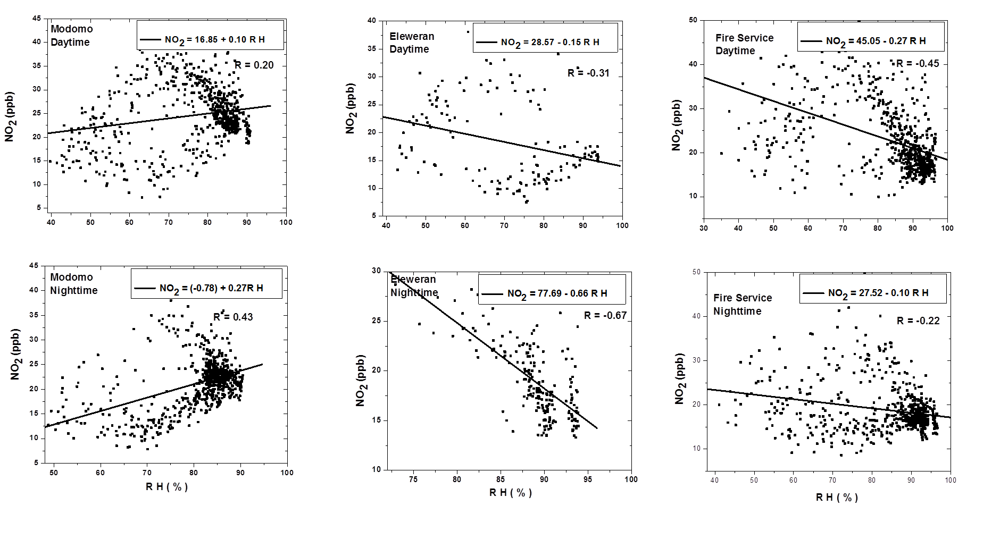 Modomo
Daytime
NO2 = 16.85 + 0.10 R H
R = 0.20
NO2 (ppb)
45
40
35
30
25
20
15
10
5
40 50 60 70 80 90 100
Eleweran
Daytime
NO2 = 28.57 - 0.15 R H
R = -0.31
NO2 (ppb)
40
35
30
25
20
15
10
5
40 50 60 70 80 90 100
Fire Service
Daytime
NO2 = 45.05 - 0.27 R H
R = -0.45
NO2 (ppb)
50
40
30
20
10
30 40 50 60 70 80 90 100
Modomo
Nighttime
NO2 = (-0.78) + 0.27R H
R = 0.43
NO2 (ppb)
45
40
35
30
25
20
15
10
5
50 60 70 80 90 100
R H ( % )
Eleweran
Nighttime
NO2 = 77.69 - 0.66 R H
R = -0.67
NO2 (ppb)
30
25
20
15
10
75 80 85 90 95 100
R H ( % )
Fire Service
Nighttime
NO2 = 27.52 - 0.10 R H
R = -0.22
NO2 (ppb)
50
40
30
20
10
40 50 60 70 80 90 100
R H ( % )